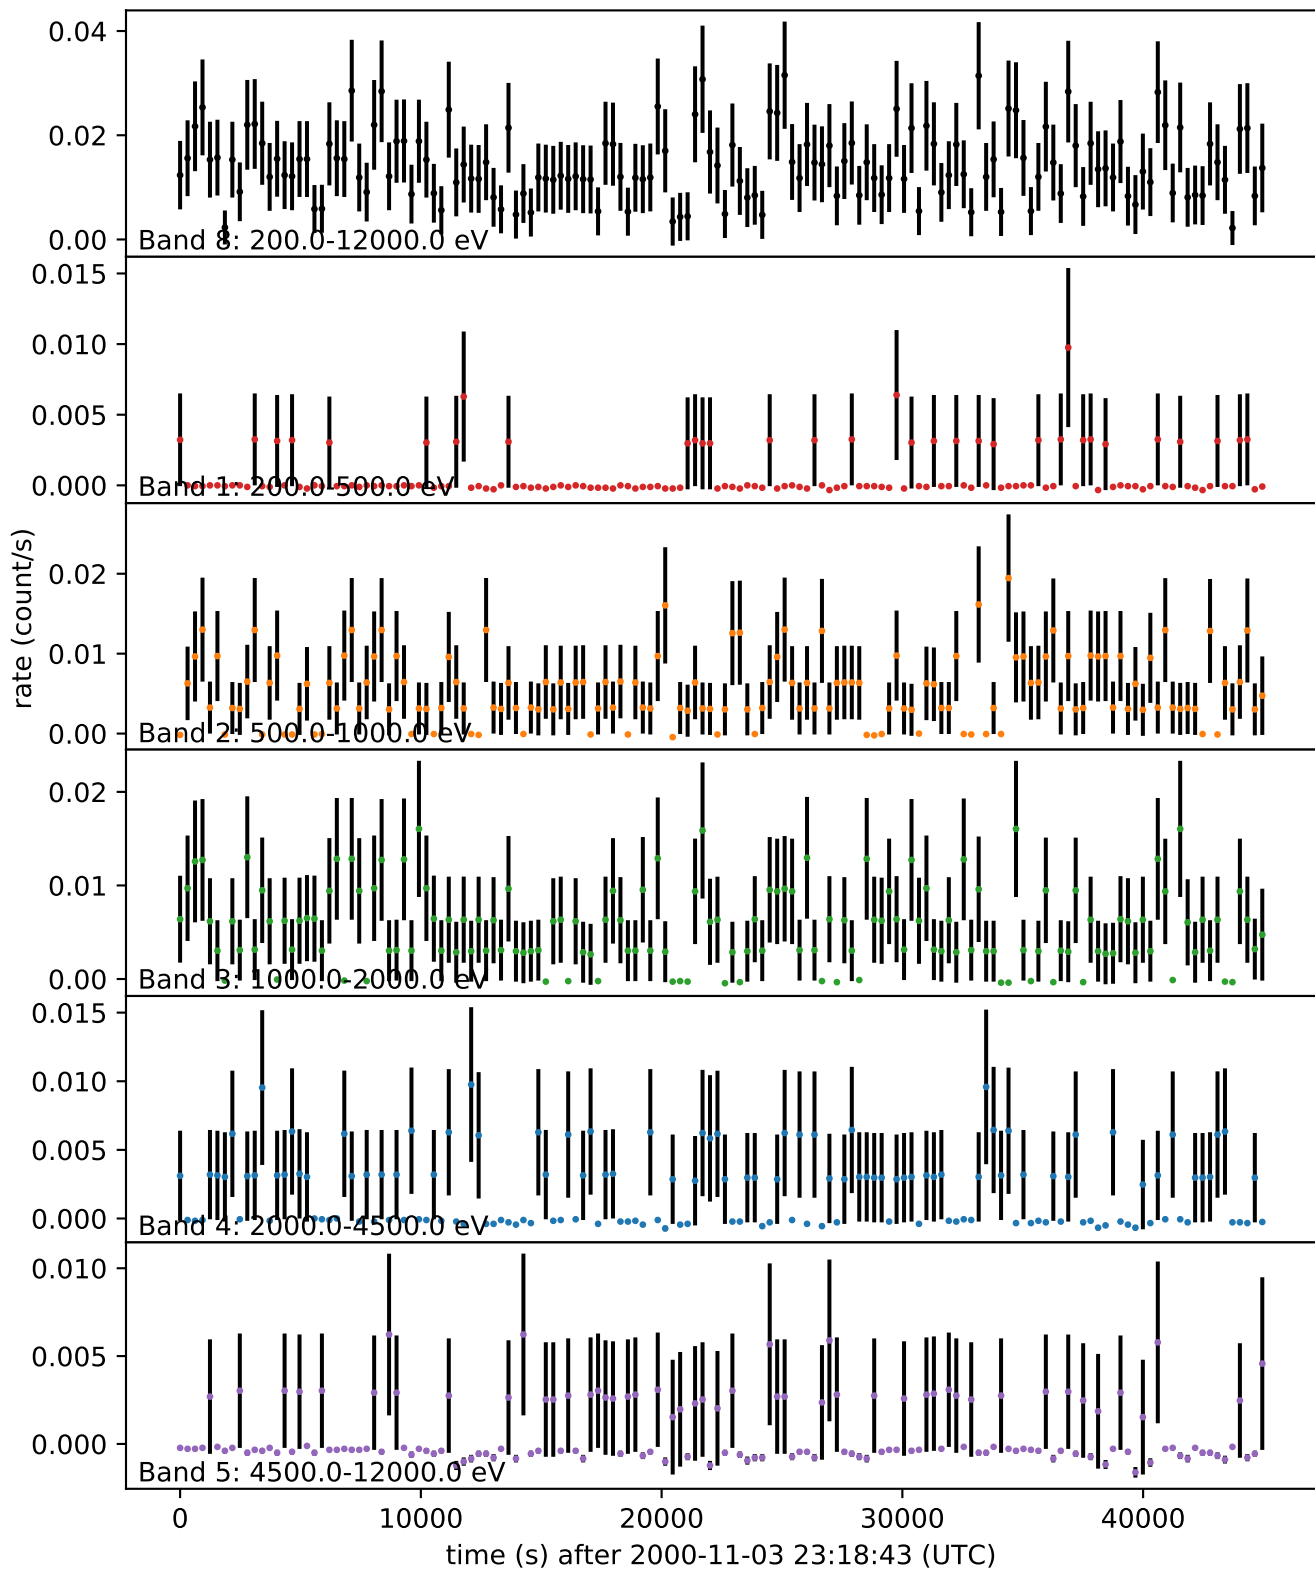 0.04
0.02
0.00
Band 8: 200.0-12000.0 eV
0.015
0.010
0.005
0.000
Band 1: 200.0-500.0 eV
rate (count/s)
0.02
0.01
0.00
Band 2: 500.0-1000.0 eV
0.02
0.01
0.00
Band 3: 1000.0-2000.0 eV
0.015
0.010
0.005
0.000
Band 4: 2000.0-4500.0 eV
0.010
0.005
0.000
Band 5: 4500.0-12000.0 eV
0 10000 20000 30000 40000
time (s) after 2000-11-03 23:18:43 (UTC)